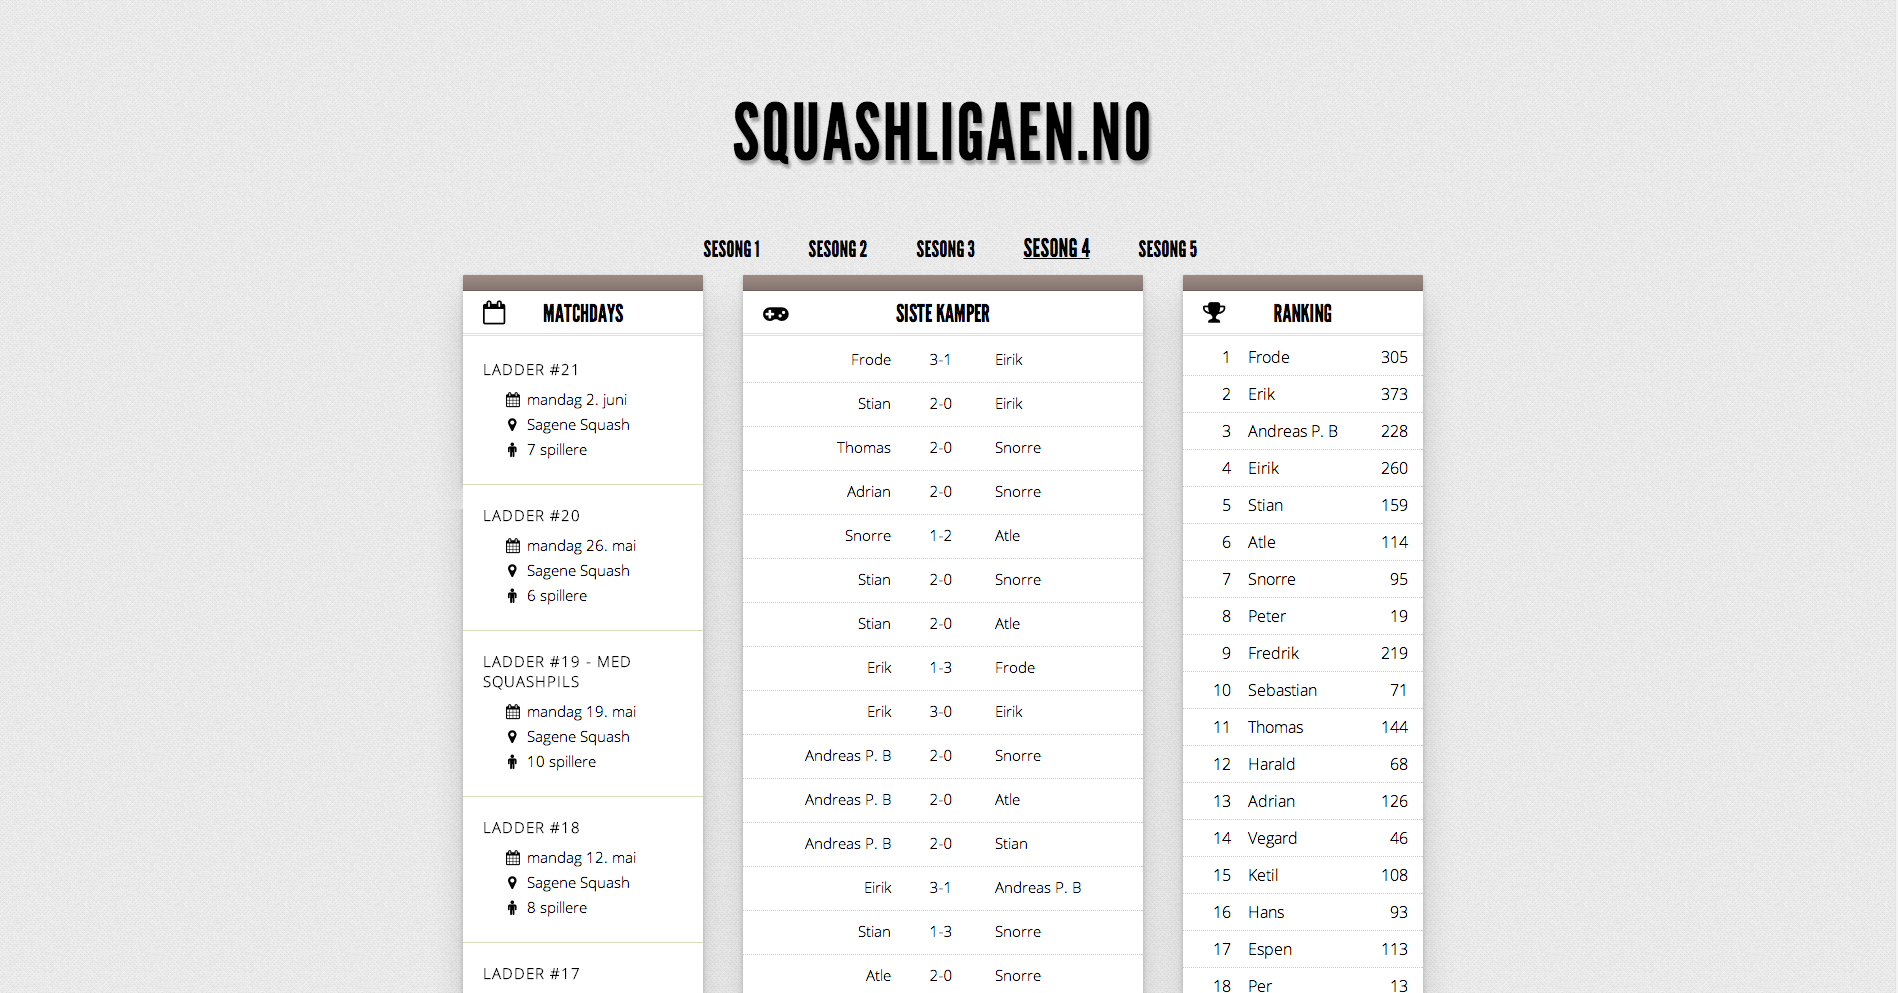 SQUASHLIGAEN.NO
SESONG 1 SESONG 2 SESONG 3 SESONG 4 SESONG 5
MATCHDAYS
LADDER #21
mandag 2. juni
Sagene Squash
7 spillere
LADDER #20
mandag 26. mai
Sagene Squash
6 spillere
LADDER #19 - MED
SQUASHPILS
mandag 19. mai
Sagene Squash
10 spillere
LADDER #18
mandag 12. mai
Sagene Squash
8 spillere
LADDER #17
SISTE KAMPER
Frode 3-1 Eirik
Stian 2-0 Eirik
Thomas 2-0 Snorre
Adrian 2-0 Snorre
Snorre 1-2 Atle
Stian 2-0 Snorre
Stian 2-0 Atle
Erik 1-3 Frode
Erik 3-0 Eirik
Andreas P. B 2-0 Snorre
Andreas P. B 2-0 Atle
Andreas P. B 2-0 Stian
Eirik 3-1 Andreas P. B
Stian 1-3 Snorre
Atle 2-0 Snorre
RANKING
1 Frode 305
2 Erik 373
3 Andreas P. B 228
4 Eirik 260
5 Stian 159
6 Atle 114
7 Snorre 95
8 Peter 19
9 Fredrik 219
10 Sebastian 71
11 Thomas 144
12 Harald 68
13 Adrian 126
14 Vegard 46
15 Ketil 108
16 Hans 93
17 Espen 113
18 Per 13